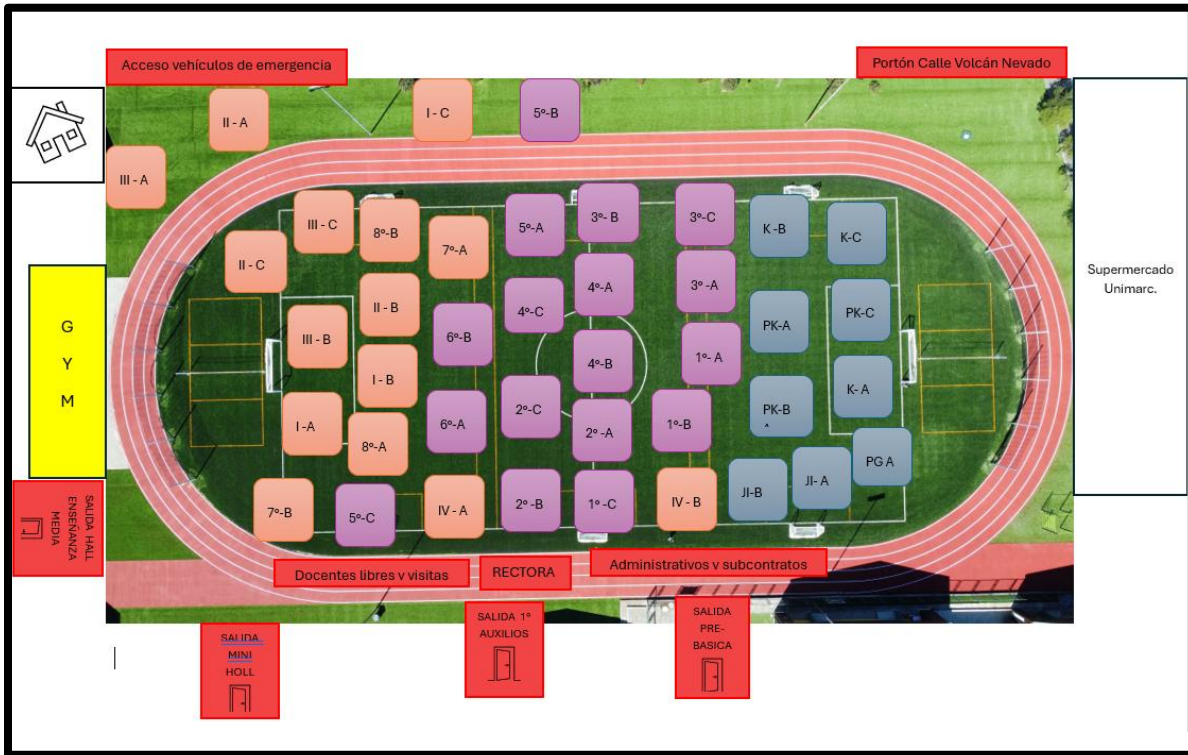 Acceso vehículos de emergencia
Portón Calle Volcán Nevado
II - A
I - C
5º-B
III - A
III - C
8º-B
7º-A
5º-A
3º- B
3º-C
K -B
K-C
II - C
II - B
6º-B
4º-C
4º-A
3º -A
PK-A
PK-C
Supermercado
Unimarc.
G
Y
M
III - B
I - B
4º-B
1º- A
K- A
I -A
8º-A
6º-A
2º-C
2º -A
1º-B
PK-B
PG A
7º-B
5º-C
IV - A
2º -B
1º -C
IV - B
JI-B
JI- A
SALIDA HALL
ENSEÑANZA
MEDIA
Docentes libres v visitas
RECTORA
Administrativos v subcontratos
SALIDA
MINI
HOLL
SALIDA 1º
AUXILIOS
SALIDA
PRE-
BASICA